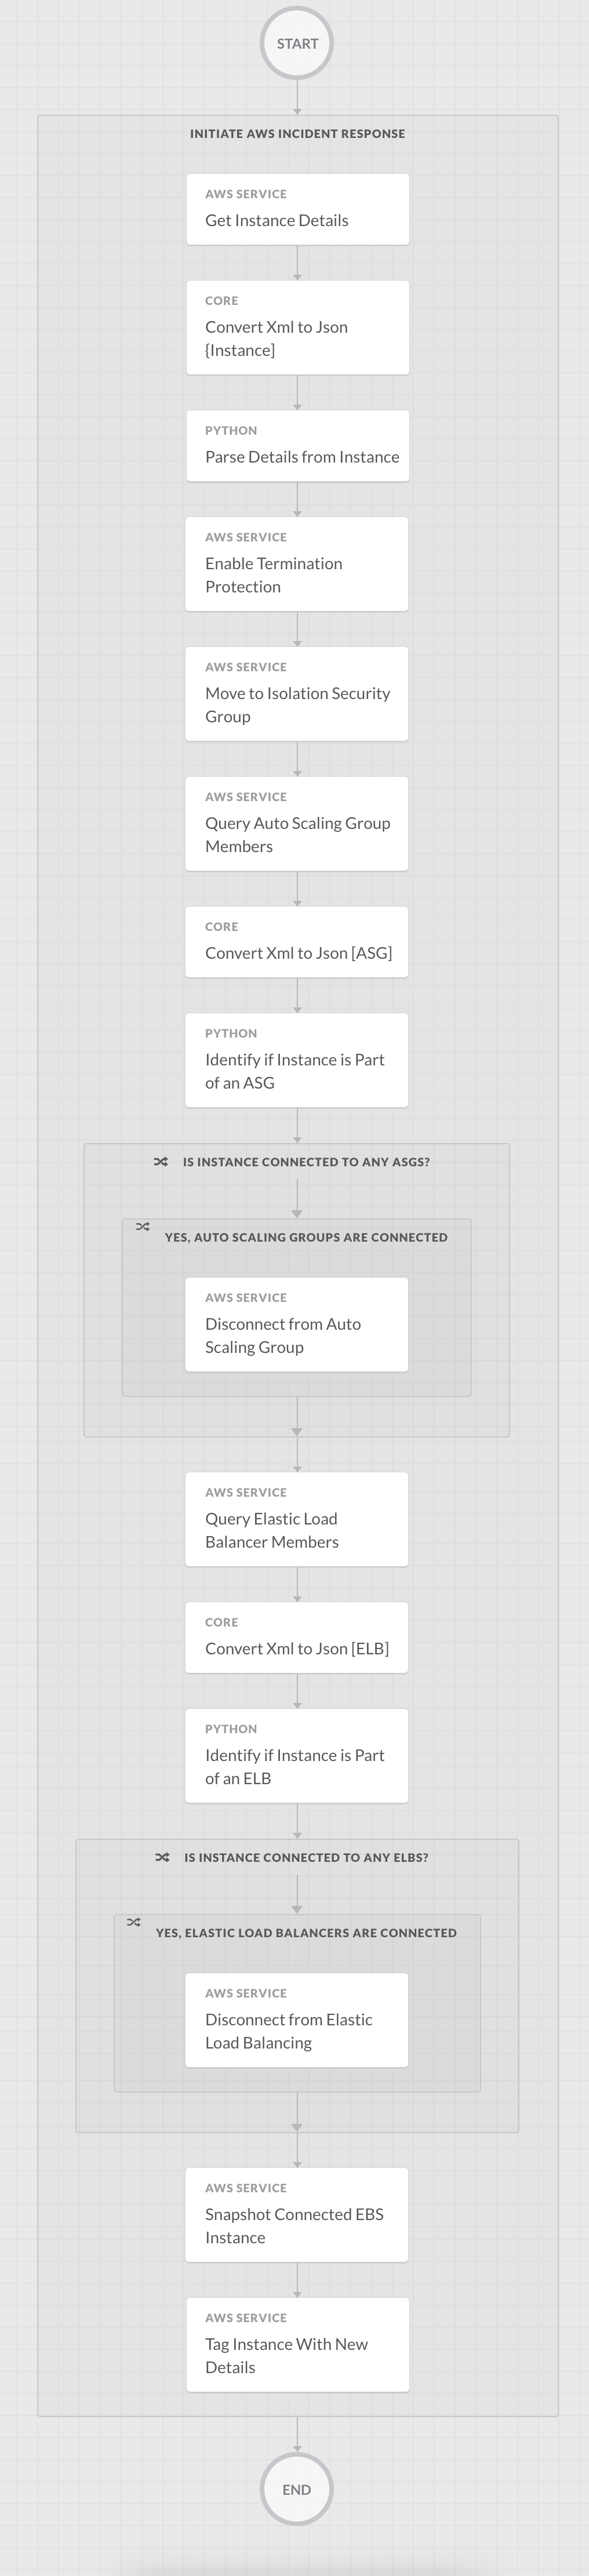 START
INITIATE AWS INCIDENT RESPONSE
AWS SERVICE
Get Instance Details
CORE
Convert Xml to Json
{Instance]
PYTHON
Parse Details from Instance
AWS SERVICE
Enable Termination
Protection
AWS SERVICE
Move to Isolation Security
Group
AWS SERVICE
Query Auto Scaling Group
Members
CORE
Convert Xml to Json [ASG]
PYTHON
Identify if Instance is Part
of an ASG
IS INSTANCE CONNECTED TO ANY ASGS?
YES, AUTO SCALING GROUPS ARE CONNECTED
AWS SERVICE
Disconnect from Auto
Scaling Group
AWS SERVICE
Query Elastic Load
Balancer Members
CORE
Convert Xml to Json [ELB]
PYTHON
Identify if Instance is Part
of an ELB
IS INSTANCE CONNECTED TO ANY ELBS?
YES, ELASTIC LOAD BALANCERS ARE CONNECTED
AWS SERVICE
Disconnect from Elastic
Load Balancing
AWS SERVICE
Snapshot Connected EBS
Instance
AWS SERVICE
Tag Instance With New
Details
END